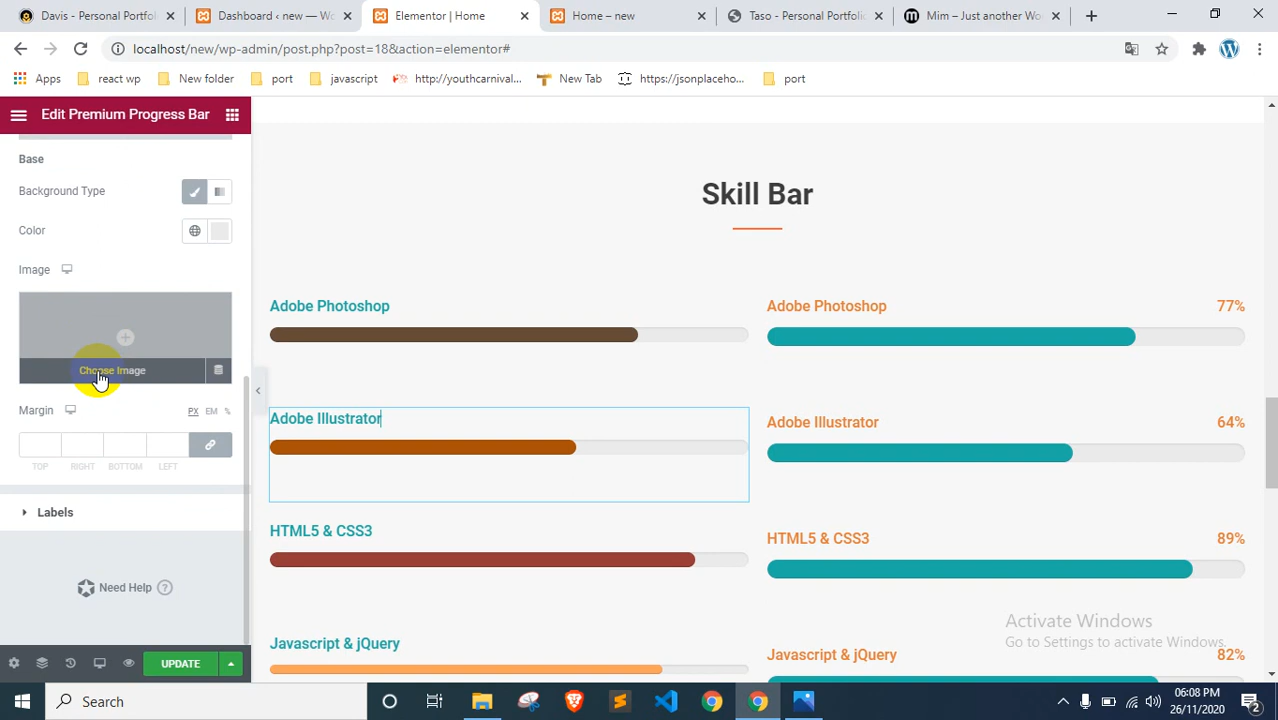 Davis - Personal Portfo
Dashboard ‹ new — W
Elementor | Home
Home – new
Taso - Personal Portfoli
Mim – Just another Wo
localhost/new/wp-admin/post.php?post=18&action=elementor#
Apps
react wp
New folder
port
javascript
http://youthcarnival...
New Tab
https://jsonplaceho...
port
Edit Premium Progress Bar
Base
Background Type
Color
Image
Choose Image
Margin
PX EM %
TOP RIGHT BOTTOM LEFT
Labels
Need Help ?
UPDATE
Skill Bar
Adobe Photoshop
Adobe Photoshop 77%
Adobe Illustrator
Adobe Illustrator 64%
HTML5 & CSS3
HTML5 & CSS3 89%
Javascript & jQuery
Javascript & jQuery 82%
Activate Windows
Go to Settings to activate Windows.
Search
06:08 PM
26/11/2020
2